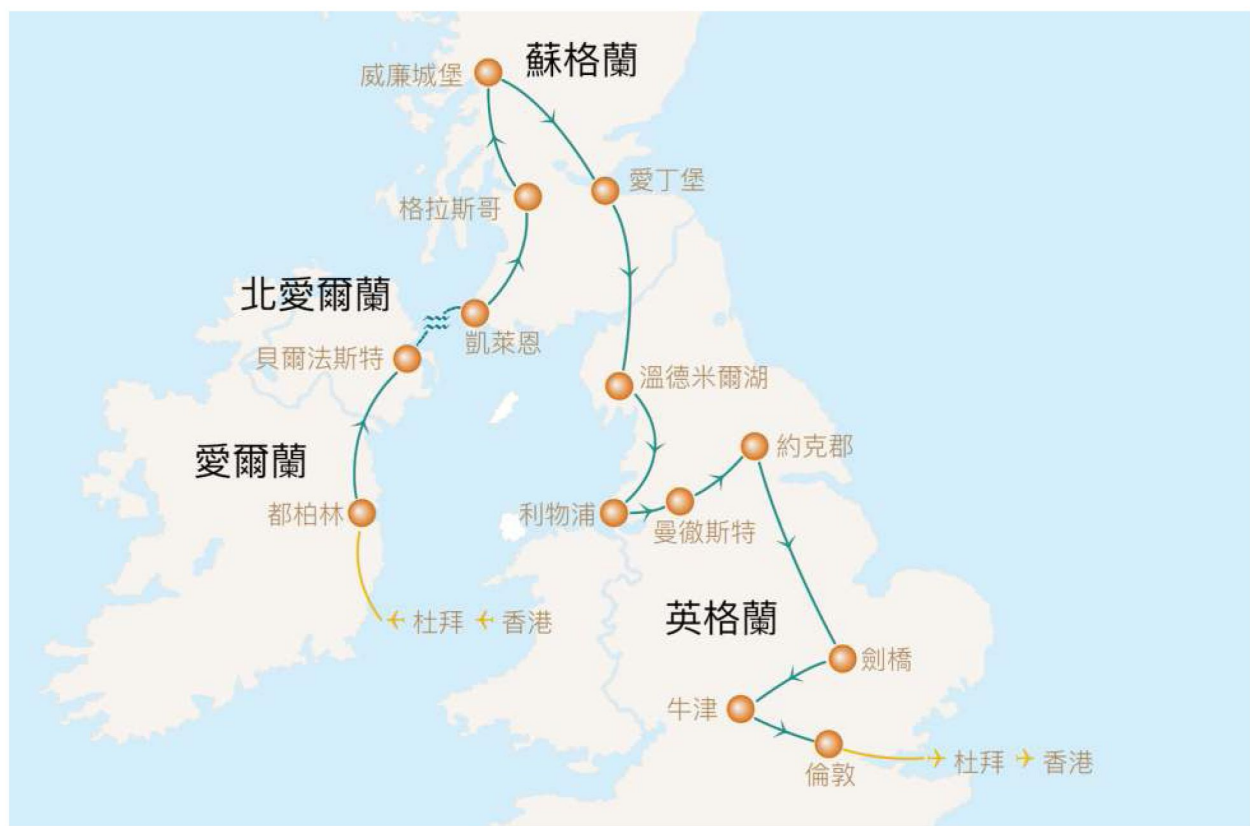 蘇格蘭
威廉城堡
愛丁堡
格拉斯哥
北愛爾蘭
凱萊恩
貝爾法斯特
溫德米爾湖
愛爾蘭
約克郡
都柏林
利物浦
曼徹斯特
杜拜 香港
英格蘭
劍橋
牛津
倫敦
杜拜 香港